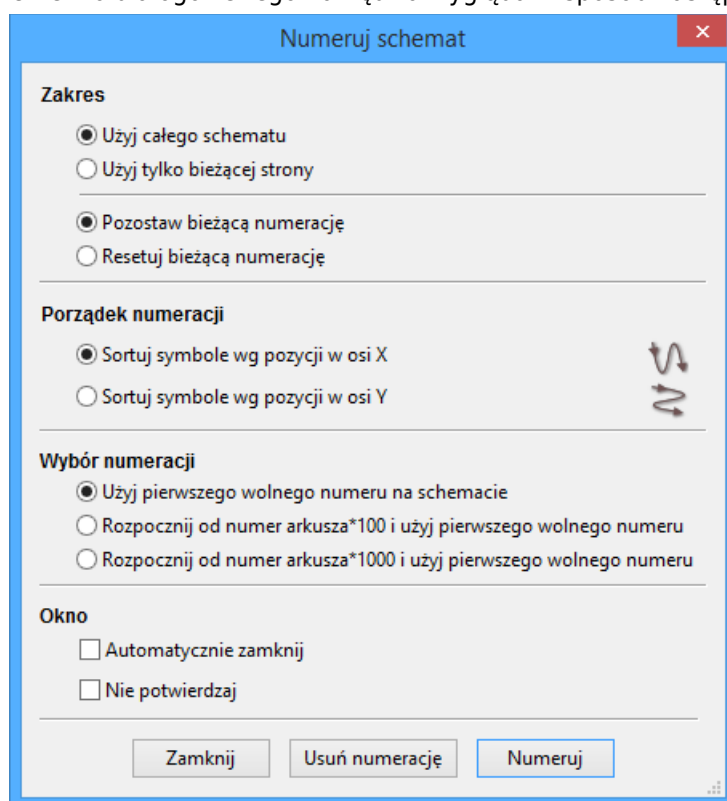 Numeruj schemat
Zakres
Użyj całego schematu
Użyj tylko bieżącej strony
Pozostaw bieżącą numerację
Resetuj bieżącą numerację
Porządek numeracji
Sortuj symbole wg pozycji w osi X
Sortuj symbole wg pozycji w osi Y
Wybór numeracji
Użyj pierwszego wolnego numeru na schemacie
Rozpocznij od numer arkusza*100 i użyj pierwszego wolnego numeru
Rozpocznij od numer arkusza*1000 i użyj pierwszego wolnego numeru
Okno
Automatycznie zamknij
Nie potwierdzaj
Zamknij Usuń numerację Numeruj